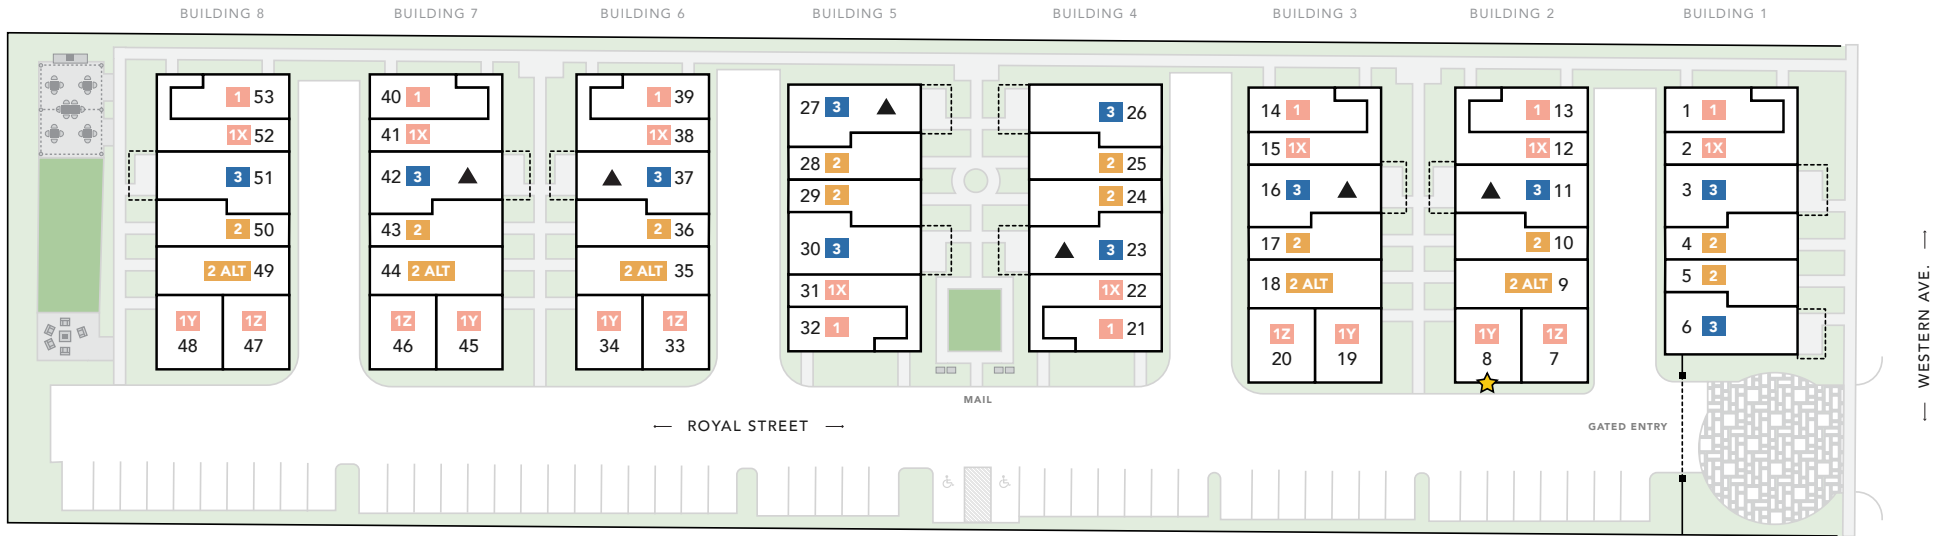 BUILDING 8
BUILDING 7
BUILDING 6
BUILDING 5
BUILDING 4
BUILDING 3
BUILDING 2
BUILDING 1
1 53
1X 52
3 51
2 50
2 ALT 49
1Y 1Z
48 47
40 1
41 1X
42 3
43 2
44 2 ALT
1Z 1Y
46 45
1 39
1X 38
3 37
2 36
2 ALT 35
1Y 1Z
34 33
27 3
28 2
29 2
30 3
31 1X
32 1
3 26
2 25
2 24
3 23
1X 22
1 21
14 1
15 1X
16 3
17 2
18 2 ALT
1Z 1Y
20 19
1 13
1X 12
3 11
2 10
2 ALT 9
1Y 1Z
8 7
1 1
2 1X
3 3
4 2
5 2
6 3
MAIL
ROYAL STREET
GATED ENTRY
WESTERN AVE.